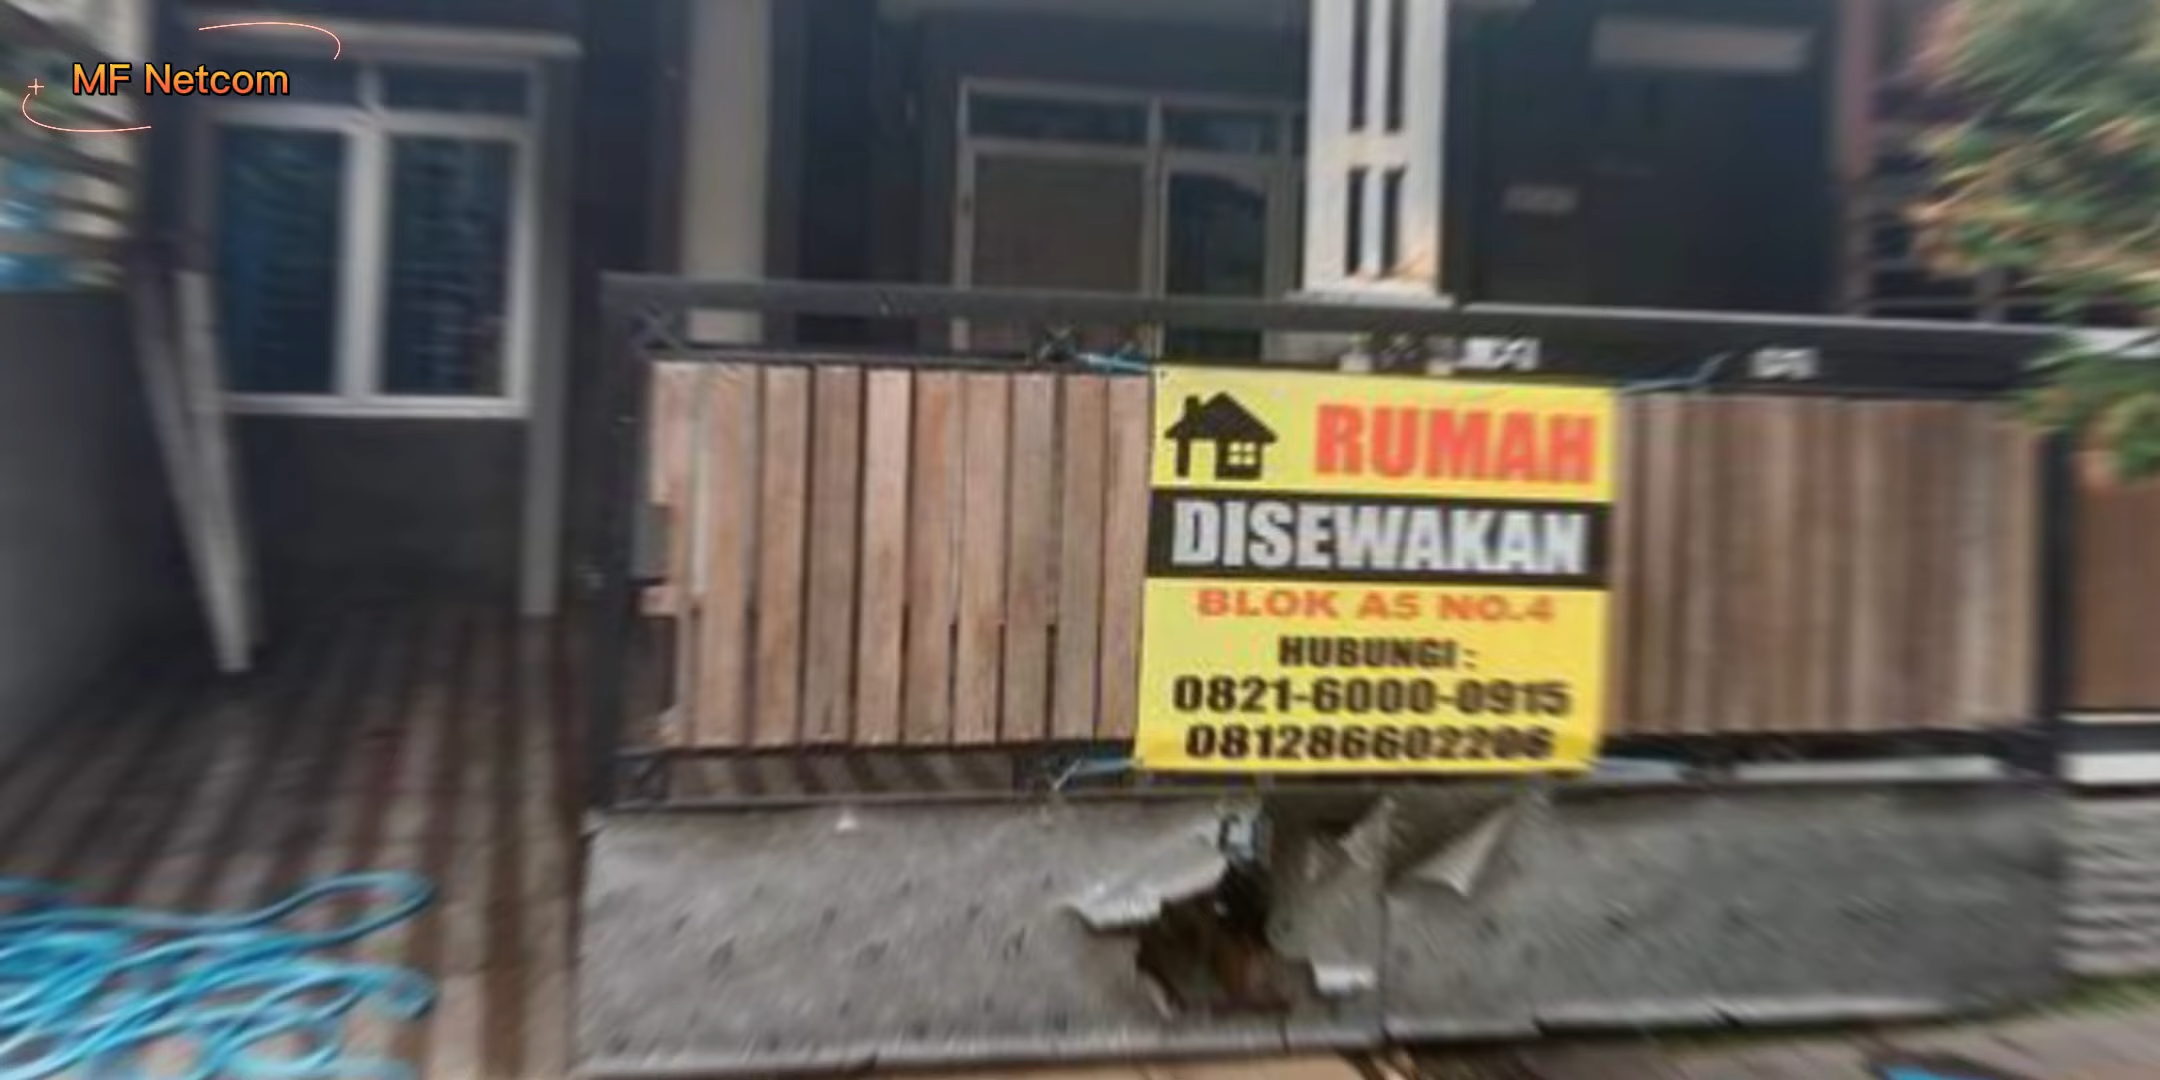 MF Netcom
RUMAH
DISEWAKAN
BLOK A5 NO.4
HUBUNGI :
0821-6000-0915
081286602206